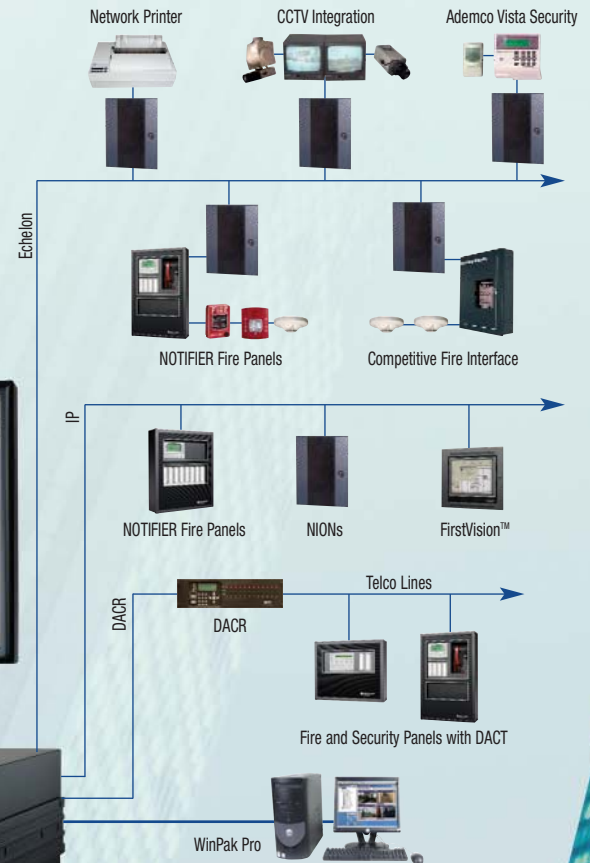 Network Printer
CCTV Integration
Ademco Vista Security
Echelon
NOTIFIER Fire Panels
Competitive Fire Interface
IP
NOTIFIER Fire Panels
NIONs
FirstVision™
DACR
DACR
Telco Lines
Fire and Security Panels with DACT
WinPak Pro